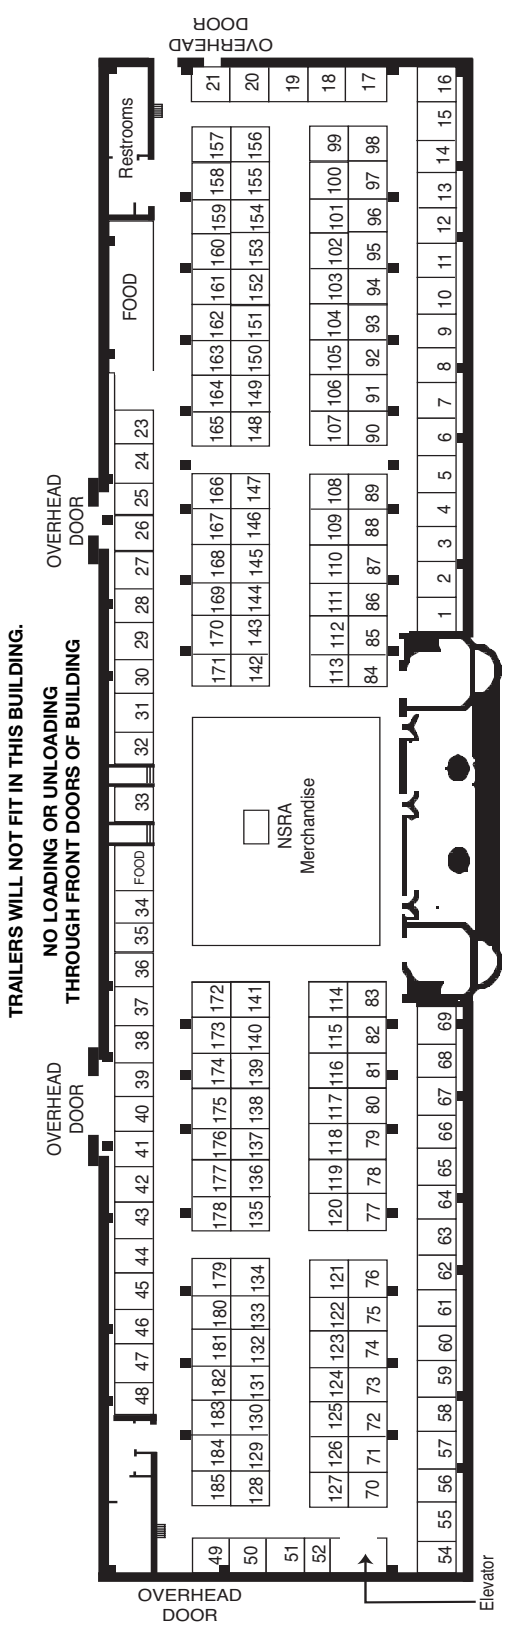 TRAILERS WILL NOT FIT IN THIS BUILDING.
NO LOADING OR UNLOADING
THROUGH FRONT DOORS OF BUILDING
OVERHEAD
DOOR
OVERHEAD
DOOR
OVERHEAD
DOOR
OVERHEAD
DOOR
Restrooms
FOOD
23
24
25
26
27
28
29
30
31
32
33
FOOD
34
35
36
37
38
39
40
41
42
43
44
45
46
47
48
21 20 19 18 17
157 156 99 98
158 155 100 97
159 154 101 96
160 153 102 95
161 152 103 94
162 151 104 93
163 150 105 92
164 149 106 91
165 148 107 90
166 147 108 89
167 146 109 88
168 145 110 87
169 144 111 86
170 143 112 85
171 142 113 84
NSRA
Merchandise
172 141 114 83
173 140 115 82
174 139 116 81
175 138 117 80
176 137 118 79
177 136 119 78
178 135 120 77
179 134 121 76
180 133 122 75
181 132 123 74
182 131 124 73
183 130 125 72
184 129 126 71
185 128 127 70
49 50 51 52
16
15
14
13
12
11
10
9
8
7
6
5
4
3
2
1
69
68
67
66
65
64
63
62
61
60
59
58
57
56
55
54
Elevator